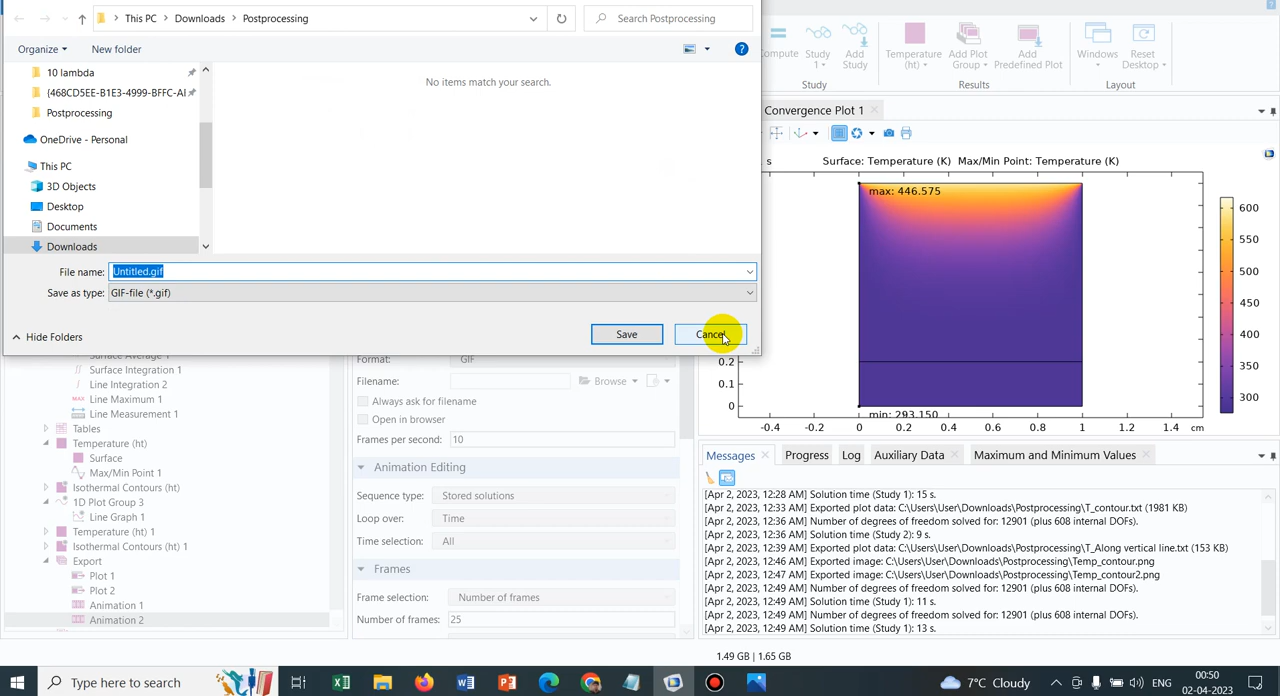 This PC > Downloads > Postprocessing
Search Postprocessing
Organize
New folder
10 lambda
{468CD5EE-B1E3-4999-BFFC-AI
Postprocessing
OneDrive - Personal
This PC
3D Objects
Desktop
Documents
Downloads
No items match your search.
File name: Untitled.gif
Save as type: GIF-file (*.gif)
Hide Folders
Save
Cancel
Compute
Study 1
Add Study
Study
Temperature (ht)
Add Plot Group
Add Predefined Plot
Results
Windows
Reset Desktop
Layout
Convergence Plot 1
s Surface: Temperature (K) Max/Min Point: Temperature (K)
max: 446.575
min: 293.150
0.2
0.1
0
-0.4 -0.2 0 0.2 0.4 0.6 0.8 1 1.2 1.4 cm
600
550
500
450
400
350
300
Surface Average 1
Surface Integration 1
Line Integration 2
Line Maximum 1
Line Measurement 1
Tables
Temperature (ht)
Surface
Max/Min Point 1
Isothermal Contours (ht)
1D Plot Group 3
Line Graph 1
Temperature (ht) 1
Isothermal Contours (ht) 1
Export
Plot 1
Plot 2
Animation 1
Animation 2
Format: GIF
Filename:
Browse
Always ask for filename
Open in browser
Frames per second: 10
Animation Editing
Sequence type: Stored solutions
Loop over: Time
Time selection: All
Frames
Frame selection: Number of frames
Number of frames: 25
Messages
Progress
Log
Auxiliary Data
Maximum and Minimum Values
[Apr 2, 2023, 12:28 AM] Solution time (Study 1): 15 s.
[Apr 2, 2023, 12:33 AM] Exported plot data: C:\Users\User\Downloads\Postprocessing\T_contour.txt (1981 KB)
[Apr 2, 2023, 12:36 AM] Number of degrees of freedom solved for: 12901 (plus 608 internal DOFs).
[Apr 2, 2023, 12:36 AM] Solution time (Study 2): 9 s.
[Apr 2, 2023, 12:39 AM] Exported plot data: C:\Users\User\Downloads\Postprocessing\T_Along vertical line.txt (153 KB)
[Apr 2, 2023, 12:46 AM] Exported image: C:\Users\User\Downloads\Postprocessing\Temp_contour.png
[Apr 2, 2023, 12:47 AM] Exported image: C:\Users\User\Downloads\Postprocessing\Temp_contour2.png
[Apr 2, 2023, 12:49 AM] Number of degrees of freedom solved for: 12901 (plus 608 internal DOFs).
[Apr 2, 2023, 12:49 AM] Solution time (Study 1): 11 s.
[Apr 2, 2023, 12:49 AM] Number of degrees of freedom solved for: 12901 (plus 608 internal DOFs).
[Apr 2, 2023, 12:49 AM] Solution time (Study 1): 13 s.
1.49 GB | 1.65 GB
Type here to search
7°C Cloudy
ENG
00:50
02-04-2023